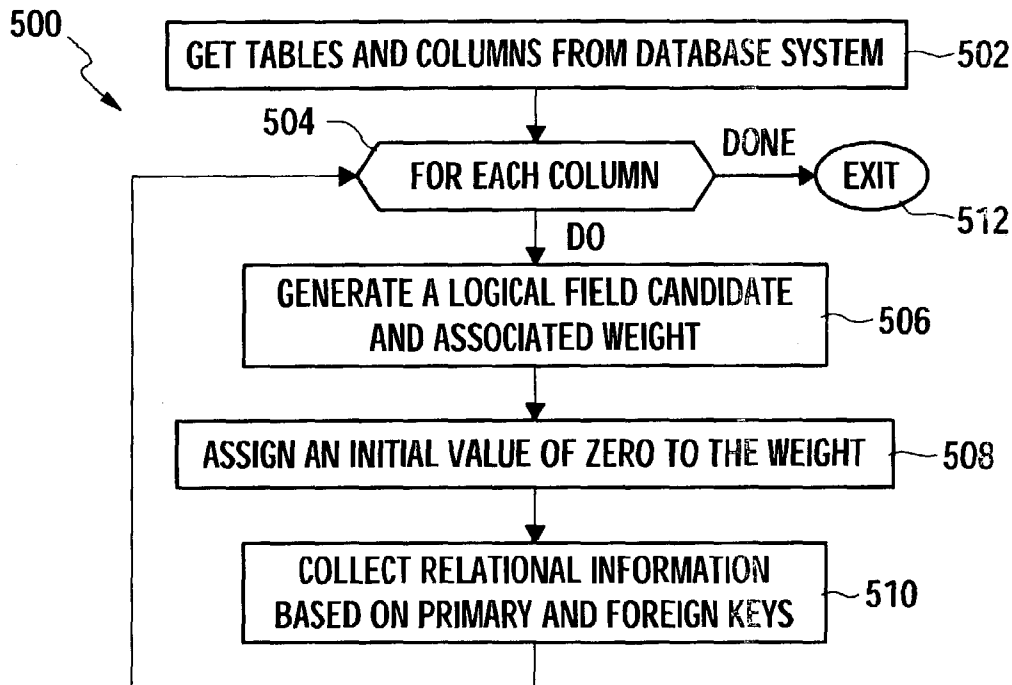 500
GET TABLES AND COLUMNS FROM DATABASE SYSTEM
502
504
FOR EACH COLUMN
DONE
EXIT
512
DO
GENERATE A LOGICAL FIELD CANDIDATE
AND ASSOCIATED WEIGHT
506
ASSIGN AN INITIAL VALUE OF ZERO TO THE WEIGHT
508
COLLECT RELATIONAL INFORMATION
BASED ON PRIMARY AND FOREIGN KEYS
510